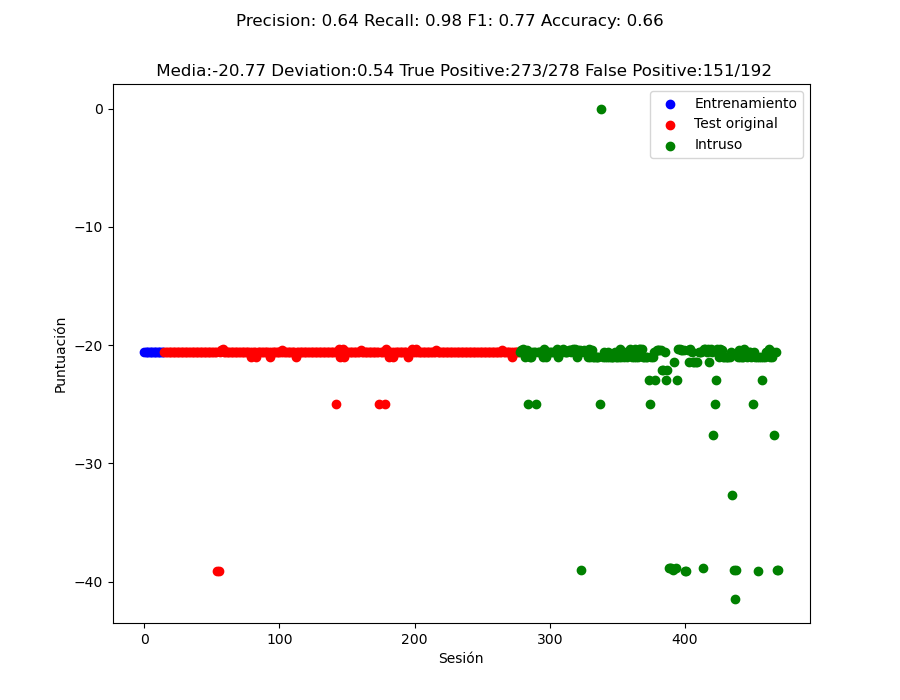 Precision: 0.64 Recall: 0.98 F1: 0.77 Accuracy: 0.66
Media:-20.77 Deviation:0.54 True Positive:273/278 False Positive:151/192
Entrenamiento
Test original
Intruso
0
−10
−20
−30
−40
Puntuación
0 100 200 300 400
Sesión